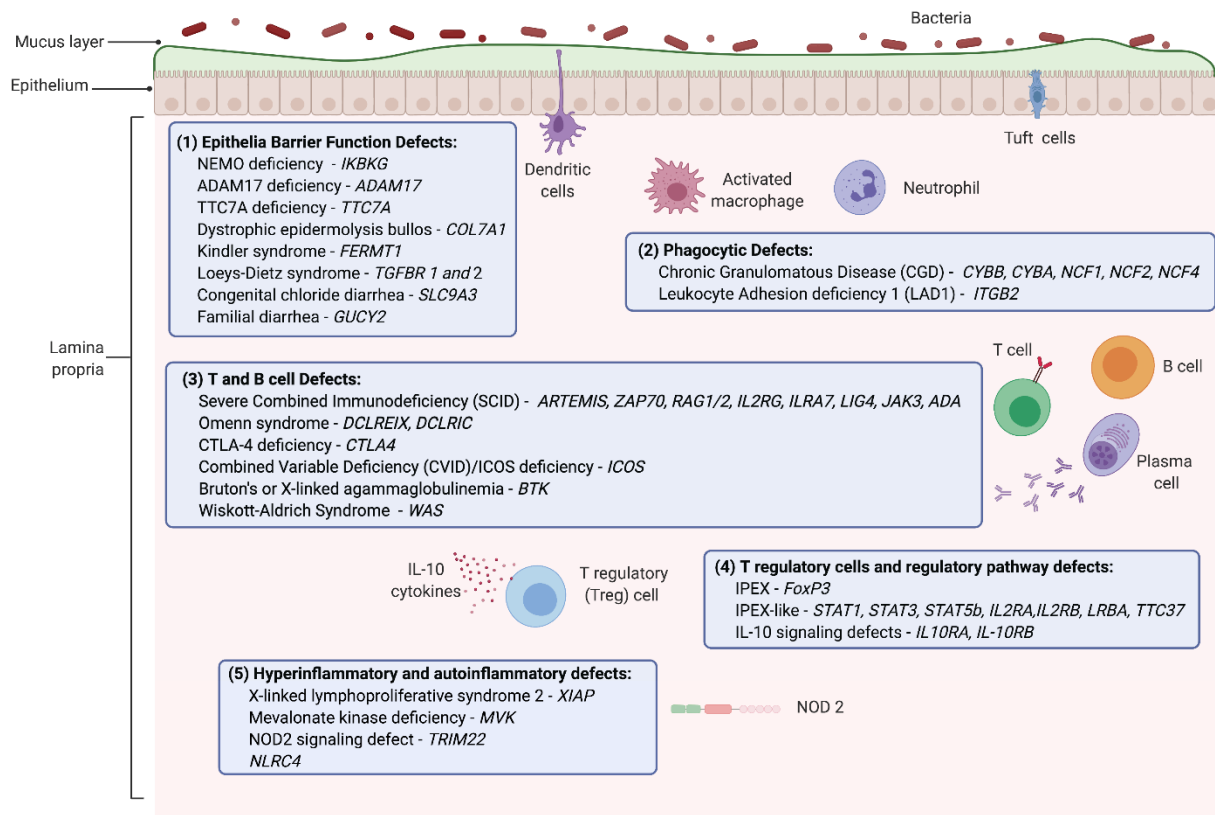 Bacteria
Mucus layer
Epithelium
Tuft cells
Dendritic
cells
Activated
macrophage
Neutrophil
(1) Epithelia Barrier Function Defects:
NEMO deficiency - IKBKG
ADAM17 deficiency - ADAM17
TTC7A deficiency - TTC7A
Dystrophic epidermolysis bullos - COL7A1
Kindler syndrome - FERMT1
Loeys-Dietz syndrome - TGFBR 1 and 2
Congenital chloride diarrhea - SLC9A3
Familial diarrhea - GUCY2
(2) Phagocytic Defects:
Chronic Granulomatous Disease (CGD) - CYBB, CYBA, NCF1, NCF2, NCF4
Leukocyte Adhesion deficiency 1 (LAD1) - ITGB2
Lamina
propria
(3) T and B cell Defects:
Severe Combined Immunodeficiency (SCID) - ARTEMIS, ZAP70, RAG1/2, IL2RG, ILRA7, LIG4, JAK3, ADA
Omenn syndrome - DCLREIX, DCLRIC
CTLA-4 deficiency - CTLA4
Combined Variable Deficiency (CVID)/ICOS deficiency - ICOS
Bruton's or X-linked agammaglobulinemia - BTK
Wiskott-Aldrich Syndrome - WAS
T cell
B cell
Plasma
cell
IL-10
cytokines
T regulatory
(Treg) cell
(4) T regulatory cells and regulatory pathway defects:
IPEX - FoxP3
IPEX-like - STAT1, STAT3, STAT5b, IL2RA,IL2RB, LRBA, TTC37
IL-10 signaling defects - IL10RA, IL-10RB
(5) Hyperinflammatory and autoinflammatory defects:
X-linked lymphoproliferative syndrome 2 - XIAP
Mevalonate kinase deficiency - MVK
NOD2 signaling defect - TRIM22
NLRC4
NOD 2